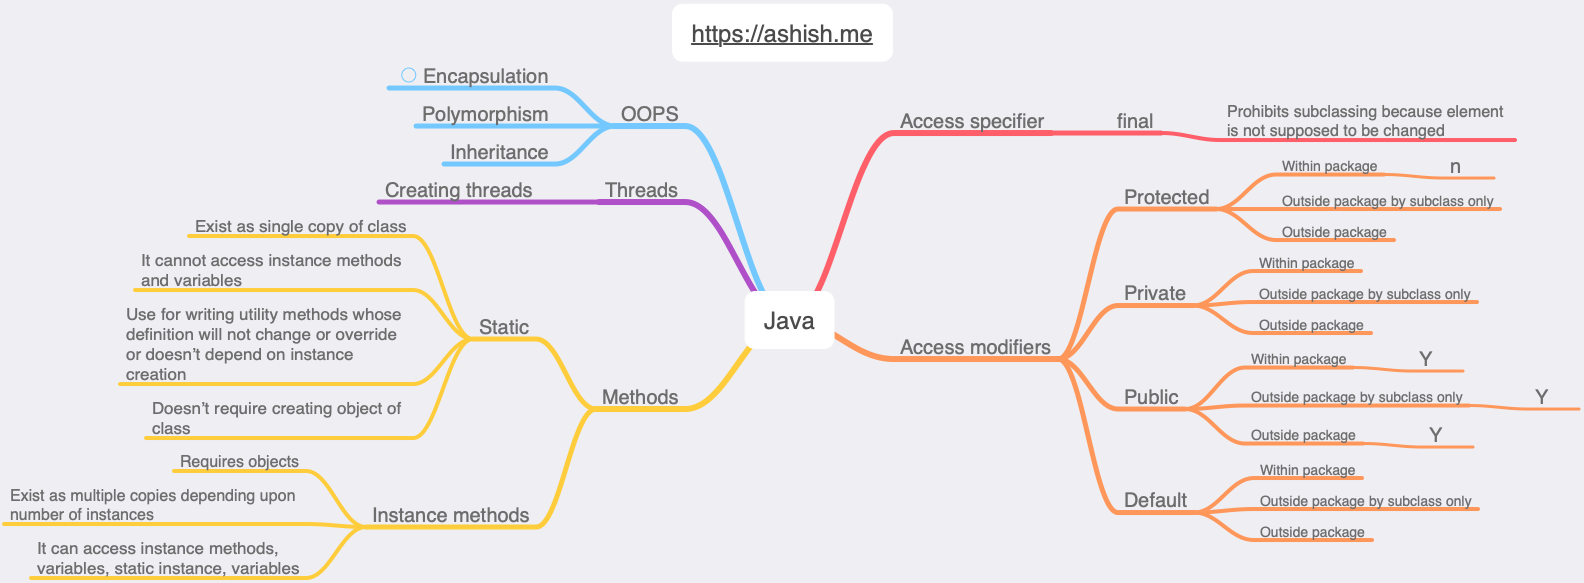 https://ashish.me
Encapsulation
Polymorphism
Inheritance
OOPS
Creating threads
Threads
Exist as single copy of class
It cannot access instance methods
and variables
Use for writing utility methods whose
definition will not change or override
or doesn’t depend on instance
creation
Doesn’t require creating object of
class
Static
Methods
Requires objects
Exist as multiple copies depending upon
number of instances
It can access instance methods,
variables, static instance, variables
Instance methods
Java
Access specifier
final
Prohibits subclassing because element
is not supposed to be changed
Access modifiers
Protected
Within package
n
Outside package by subclass only
Outside package
Private
Within package
Outside package by subclass only
Outside package
Public
Within package
Y
Outside package by subclass only
Y
Outside package
Y
Default
Within package
Outside package by subclass only
Outside package